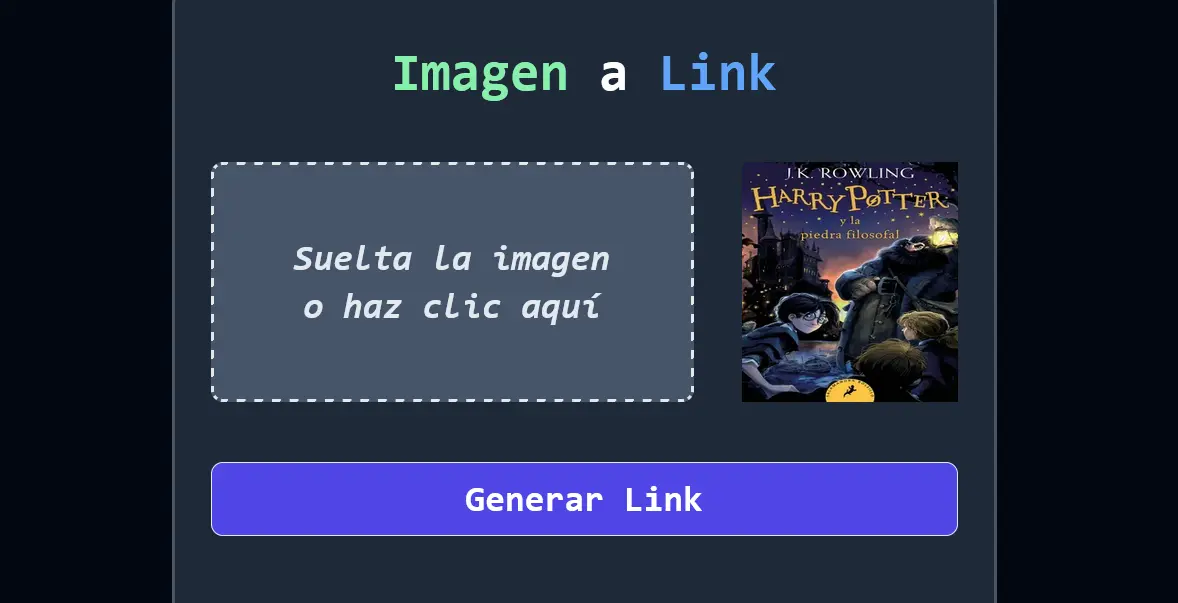 Imagen a Link
Suelta la imagen
o haz clic aquí
J.K. ROWLING
HARRY POTTER
y la
piedra filosofal
Generar Link